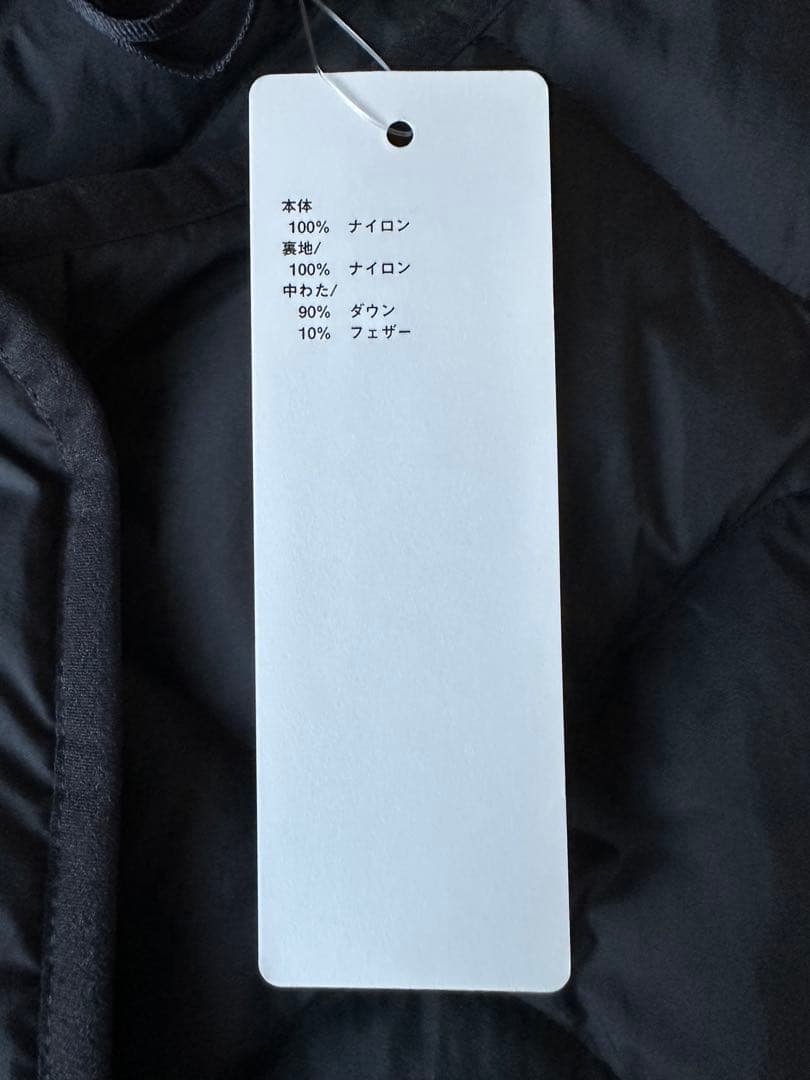 本体
100% ナイロン
裏地/
100% ナイロン
中わた/
90% ダウン
10% フェザー